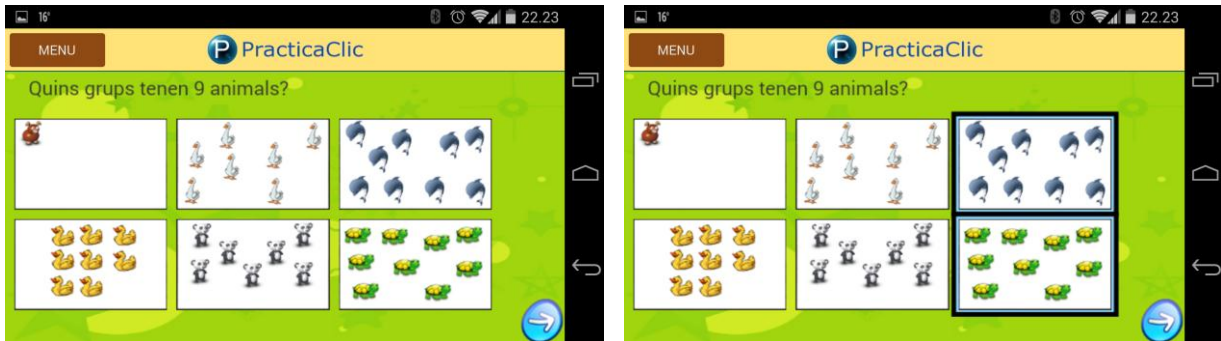 16° 22.23
MENU P PracticaClic
Quins grups tenen 9 animals?
16° 22.23
MENU P PracticaClic
Quins grups tenen 9 animals?